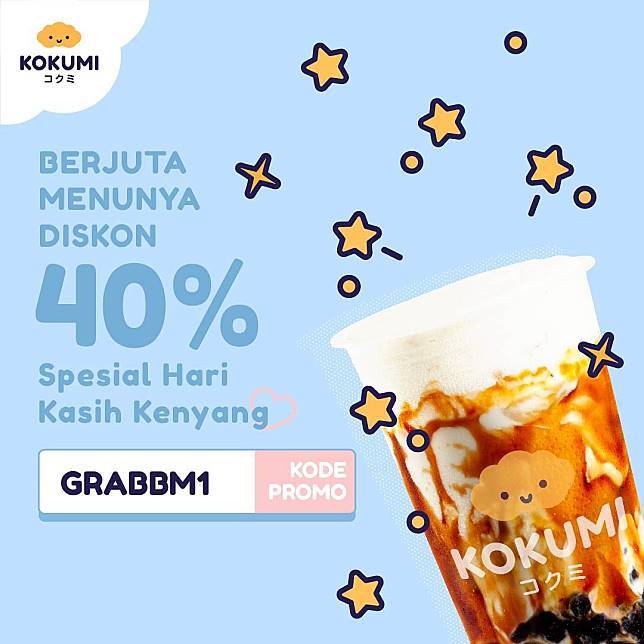 KOKUMI
コクミ
BERJUTA
MENUNYA
DISKON
40%
Spesial Hari
Kasih Kenyang
GRABBM1
KODE
PROMO
KOKUMI
コクミ